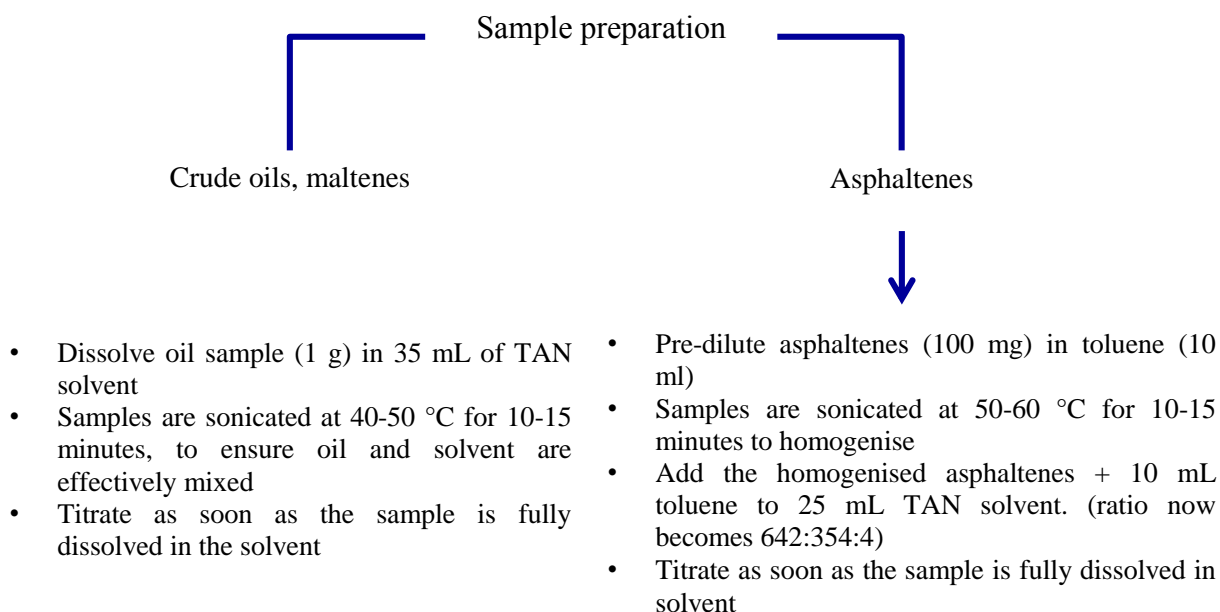 Sample preparation
Crude oils, maltenes
Asphaltenes
• Dissolve oil sample (1 g) in 35 mL of TAN
solvent
• Samples are sonicated at 40-50 °C for 10-15
minutes, to ensure oil and solvent are
effectively mixed
• Titrate as soon as the sample is fully
dissolved in the solvent
• Pre-dilute asphaltenes (100 mg) in toluene (10
ml)
• Samples are sonicated at 50-60 °C for 10-15
minutes to homogenise
• Add the homogenised asphaltenes + 10 mL
toluene to 25 mL TAN solvent. (ratio now
becomes 642:354:4)
• Titrate as soon as the sample is fully dissolved in
solvent